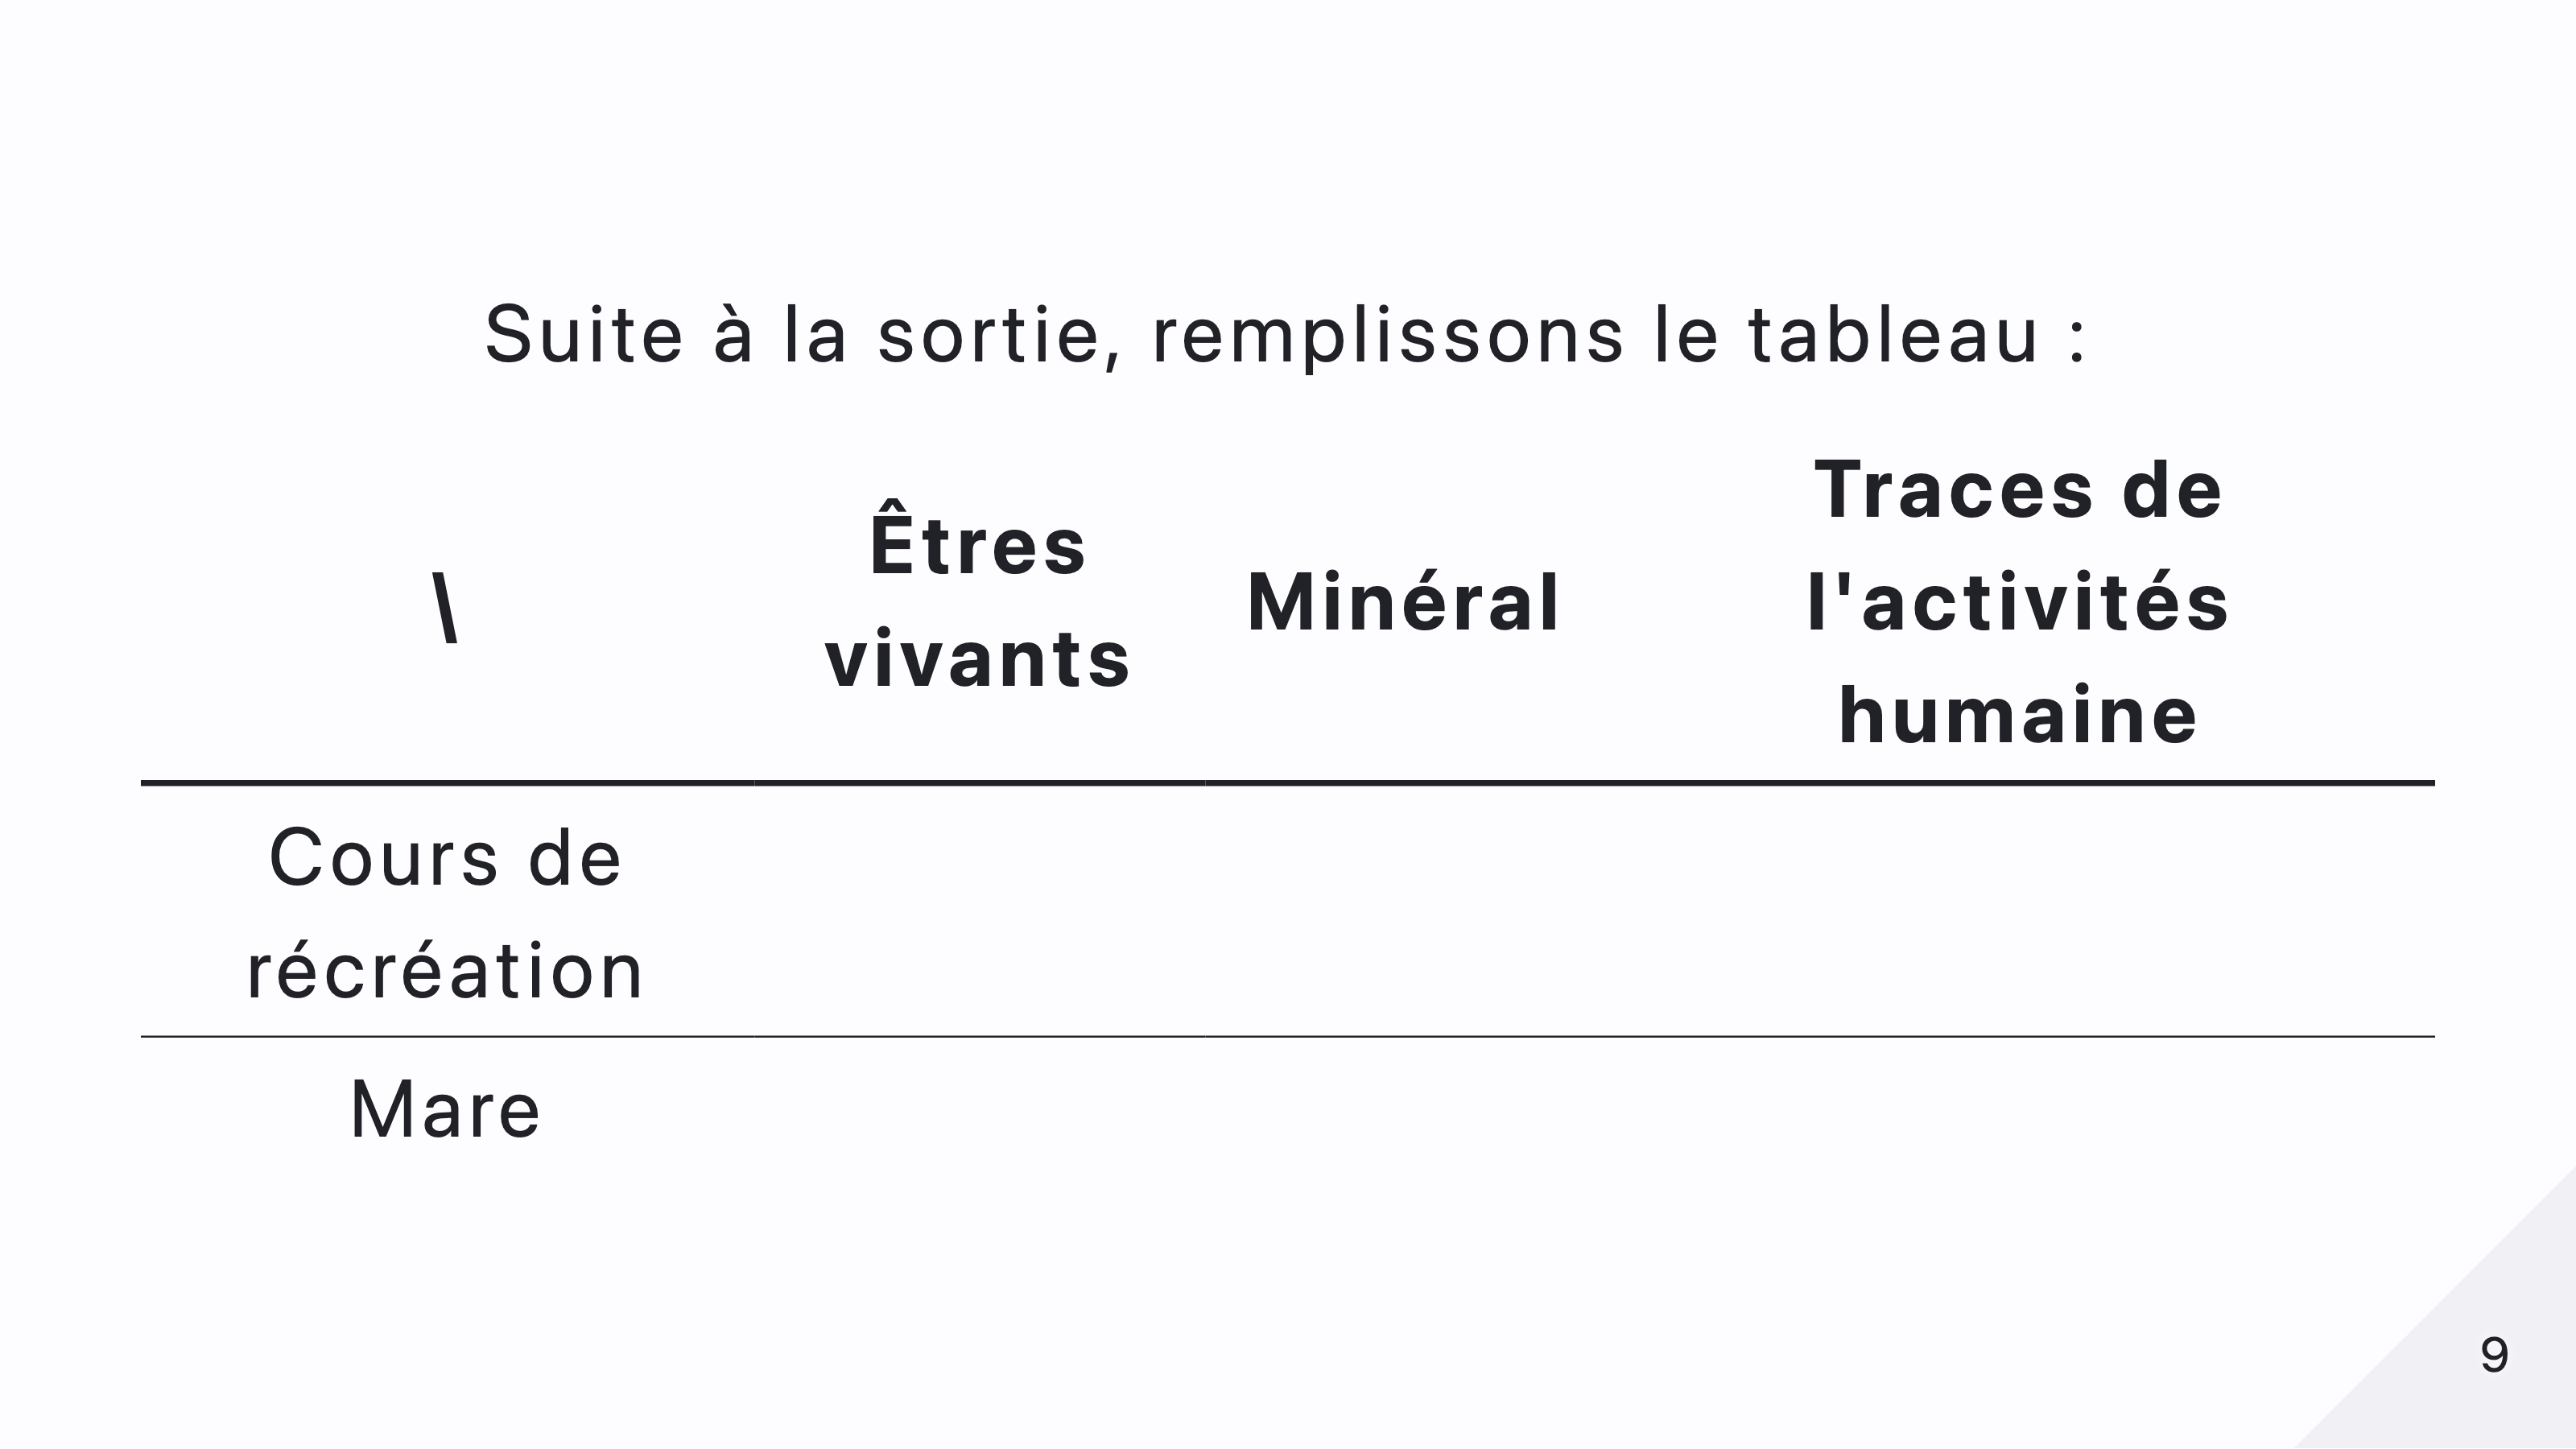 Suite à la sortie, remplissons le tableau :
\
Êtres
vivants
Minéral
Traces de
l'activités
humaine
Cours de
récréation
Mare
9